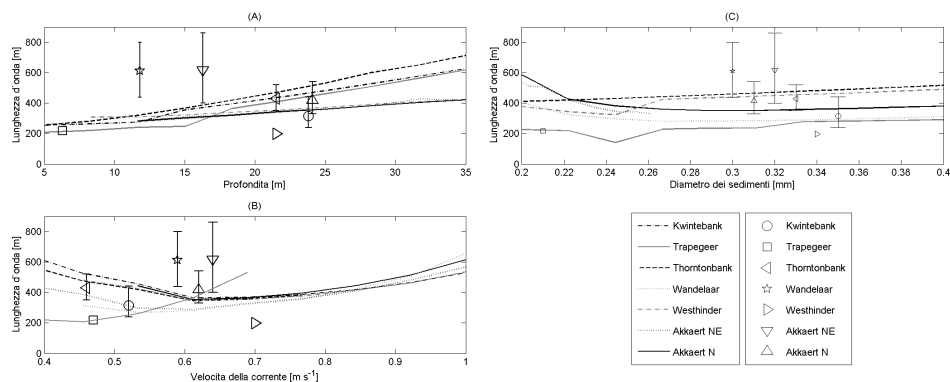 (A)
Lunghezza d'onda [m]
800
600
400
200
0
5 10 15 20 25 30 35
Profondita [m]
(C)
Lunghezza d'onda [m]
800
600
400
200
0
0.2 0.22 0.24 0.26 0.28 0.3 0.32 0.34 0.36 0.38 0.4
Diametro dei sedimenti [mm]
(B)
Lunghezza d'onda [m]
800
600
400
200
0
0.4 0.5 0.6 0.7 0.8 0.9 1
Velocita della corrente [m s⁻¹]
Kwintebank
Trapegeer
Thorntonbank
Wandelaar
Westhinder
Akkaert NE
Akkaert N
Kwintebank
Trapegeer
Thorntonbank
Wandelaar
Westhinder
Akkaert NE
Akkaert N